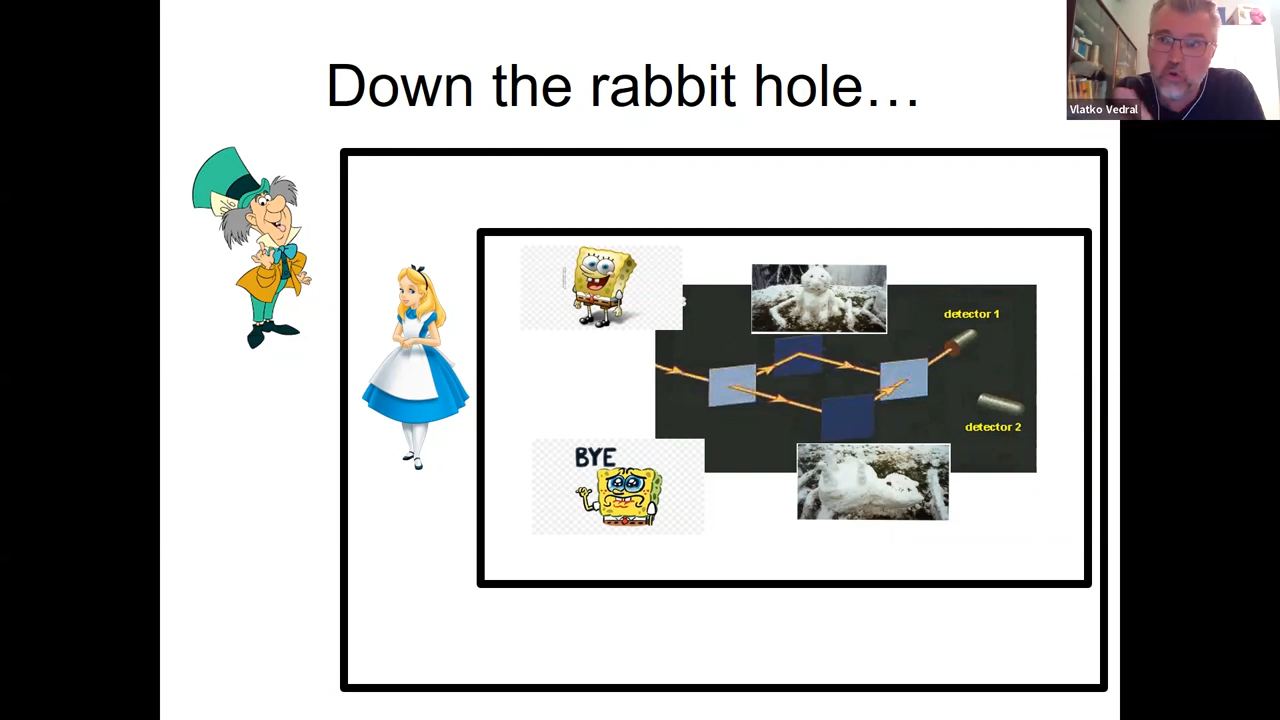 Down the rabbit hole…
Vlatko Vedral
detector 1
detector 2
BYE